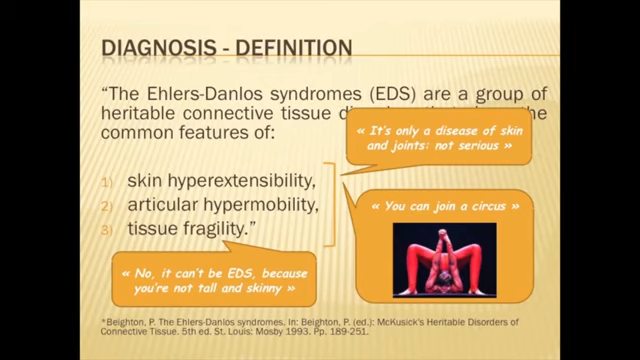 DIAGNOSIS - DEFINITION
“The Ehlers-Danlos syndromes (EDS) are a group of
heritable connective tissue the
common features of:
1) skin hyperextensibility,
2) articular hypermobility,
3) tissue fragility.”
« It's only a disease of skin
and joints: not serious »
« You can join a circus »
« No, it can't be EDS, because
you're not tall and skinny »
*Beighton, P. The Ehlers-Danlos syndromes. In: Beighton, P. (ed.): McKusick's Heritable Disorders of
Connective Tissue. 5th ed. St. Louis: Mosby 1993. Pp. 189-251.